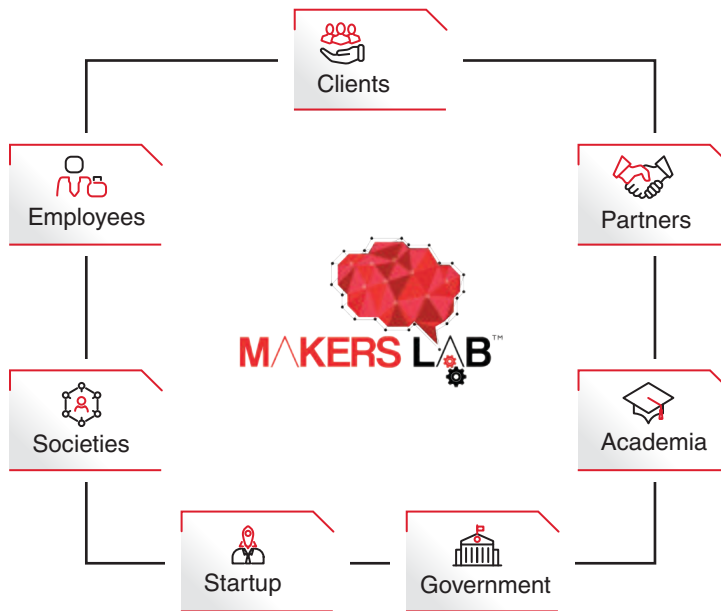 Clients
Employees
Partners
MAKERS LAB™
Societies
Academia
Startup
Government